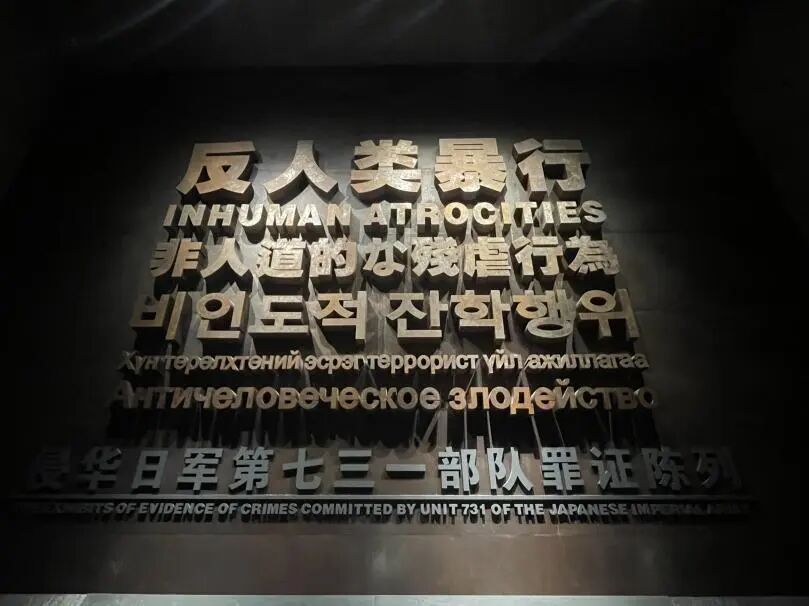 反人类暴行
INHUMAN ATROCITIES
非人道的な残虐行為
비인도적 잔학행위
Хүн төрөлхтөний эсрэг террорист үйл ажиллагаа
Античеловеческое злодейство
侵华日军第七三一部队罪证陈列
EXHIBITS OF EVIDENCE OF CRIMES COMMITTED BY UNIT 731 OF THE JAPANESE IMPERIAL ARMY